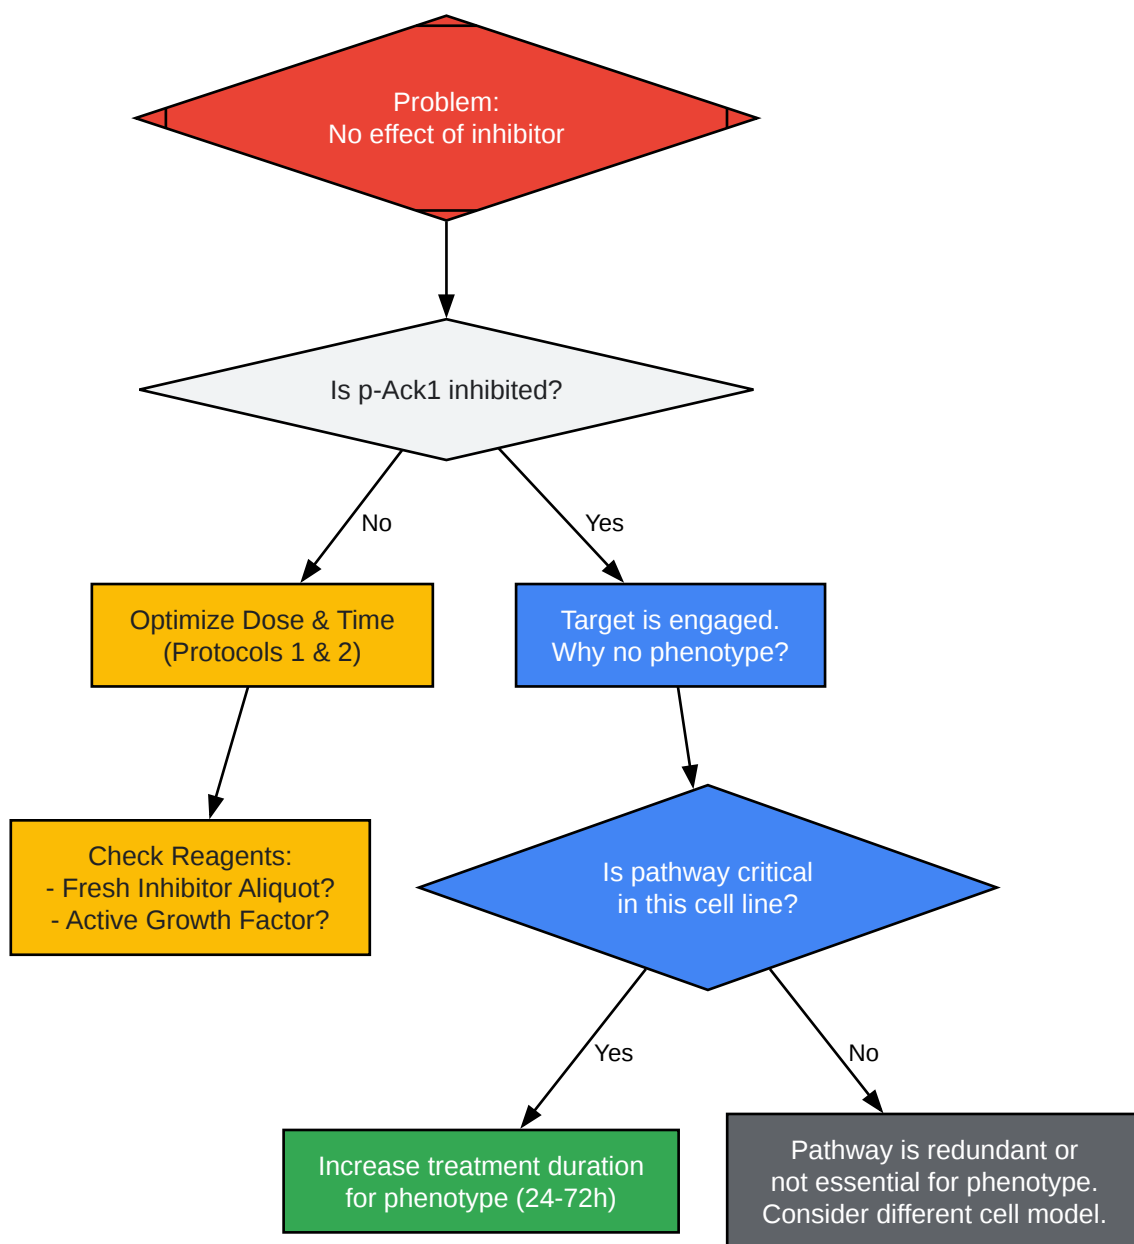 Problem:
No effect of inhibitor
Is p-Ack1 inhibited?
No
Yes
Optimize Dose & Time
(Protocols 1 & 2)
Target is engaged.
Why no phenotype?
Check Reagents:
- Fresh Inhibitor Aliquot?
- Active Growth Factor?
Is pathway critical
in this cell line?
Yes
No
Increase treatment duration
for phenotype (24-72h)
Pathway is redundant or
not essential for phenotype.
Consider different cell model.